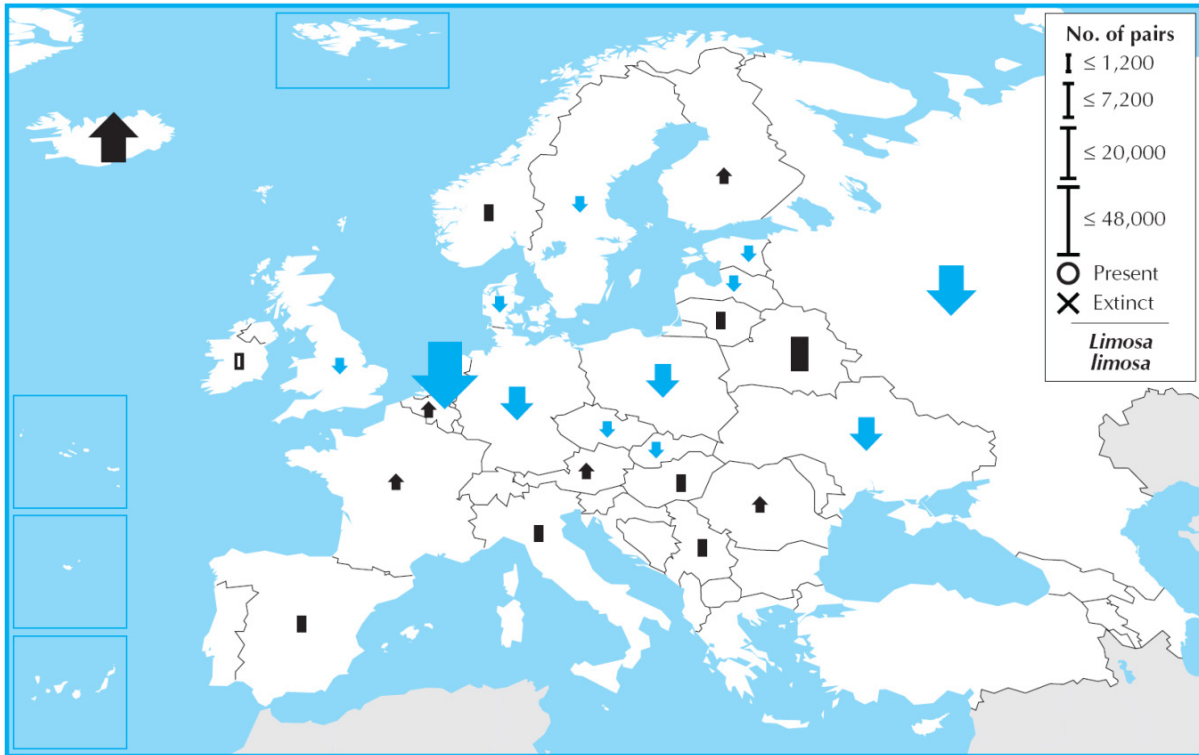 No. of pairs
≤ 1,200
≤ 7,200
≤ 20,000
≤ 48,000
Present
Extinct
Limosa
limosa